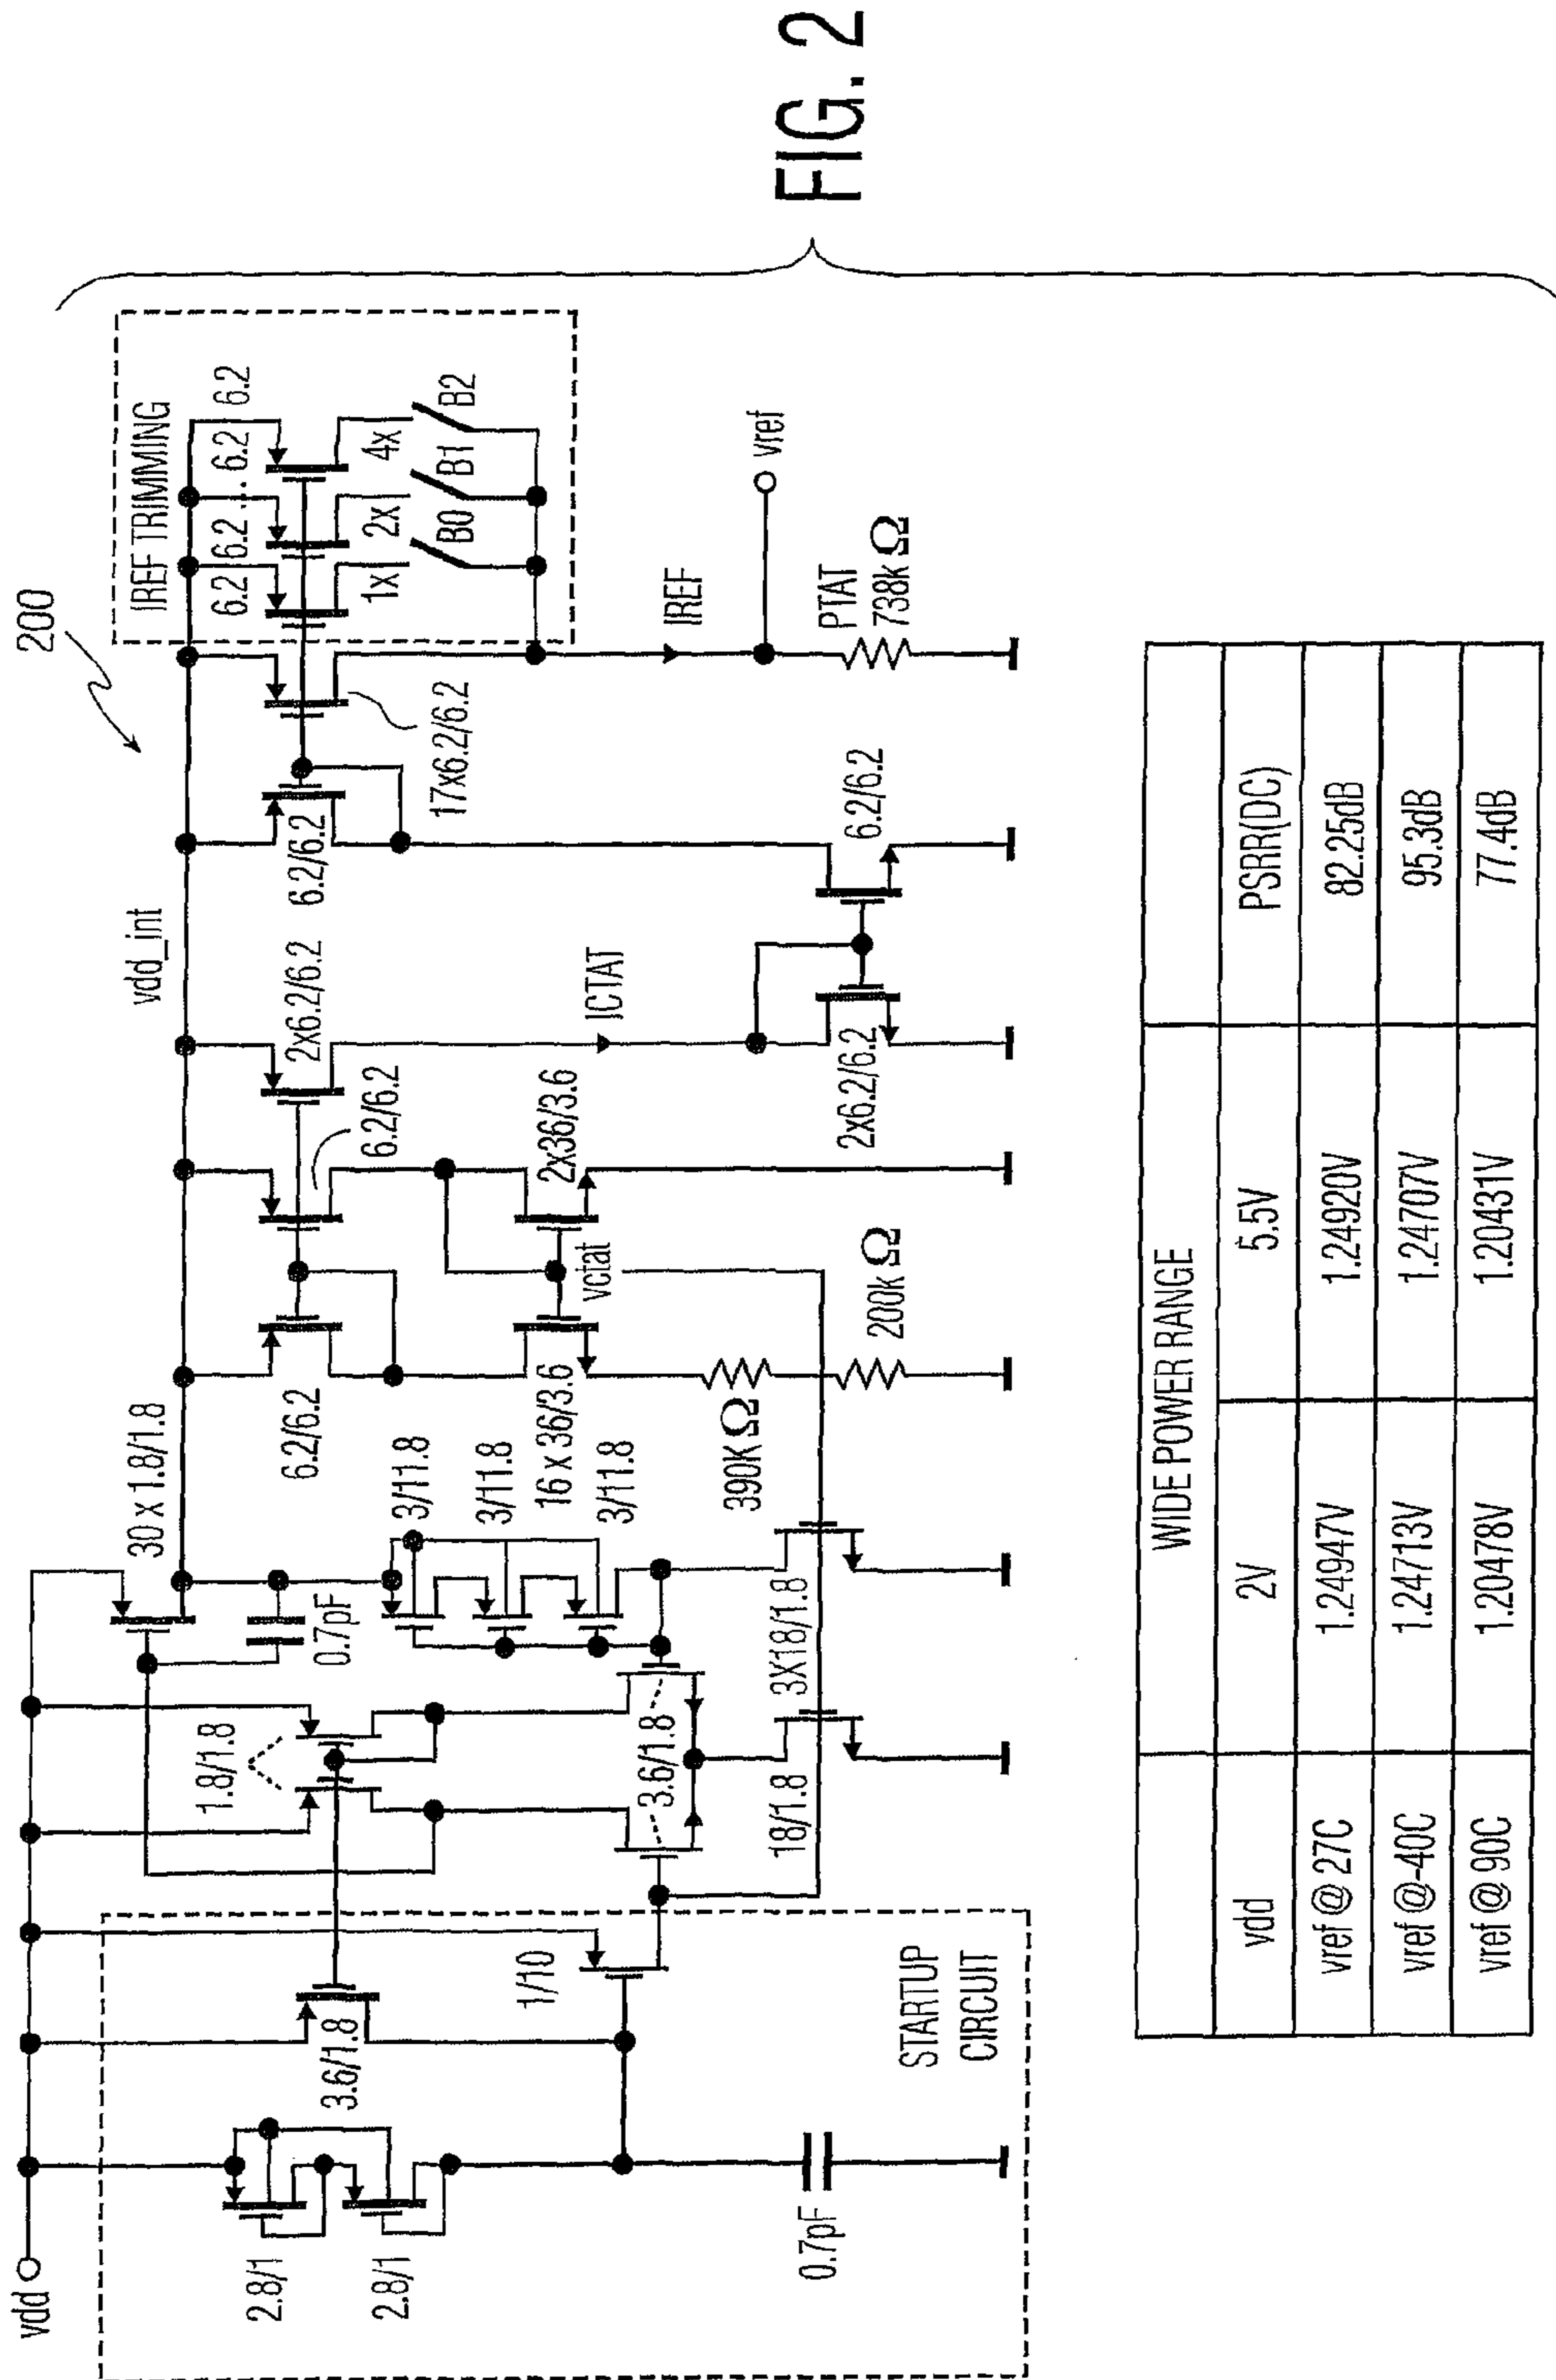 FIG. 2
200
vdd
2.8/1
2.8/1
0.7pF
3.6/1.8
1/10
STARTUP
CIRCUIT
1.8/1.8
3.6/1.8
18/1.8
3X18/1.8
0.7pF
30 x 1.8/1.8
3/11.8
3/11.8
3/11.8
vdd_int
6.2/6.2
16 x 36/3.6
390K Ω
200k Ω
vctat
6.2/6.2
2x36/3.6
2x6.2/6.2
ICTAT
2x6.2/6.2
6.2/6.2
6.2/6.2
17x6.2/6.2
IREF TRIMMING
6.2 6.2 ... 6.2 6.2
1x 2x 4x
B0 B1 B2
IREF
vref
PTAT
738k Ω
WIDE POWER RANGE
vdd 2V 5.5V PSRR(DC)
vref @ 27C 1.24947V 1.24920V 82.25dB
vref @-40C 1.24713V 1.24707V 95.3dB
vref @ 90C 1.20478V 1.20431V 77.4dB